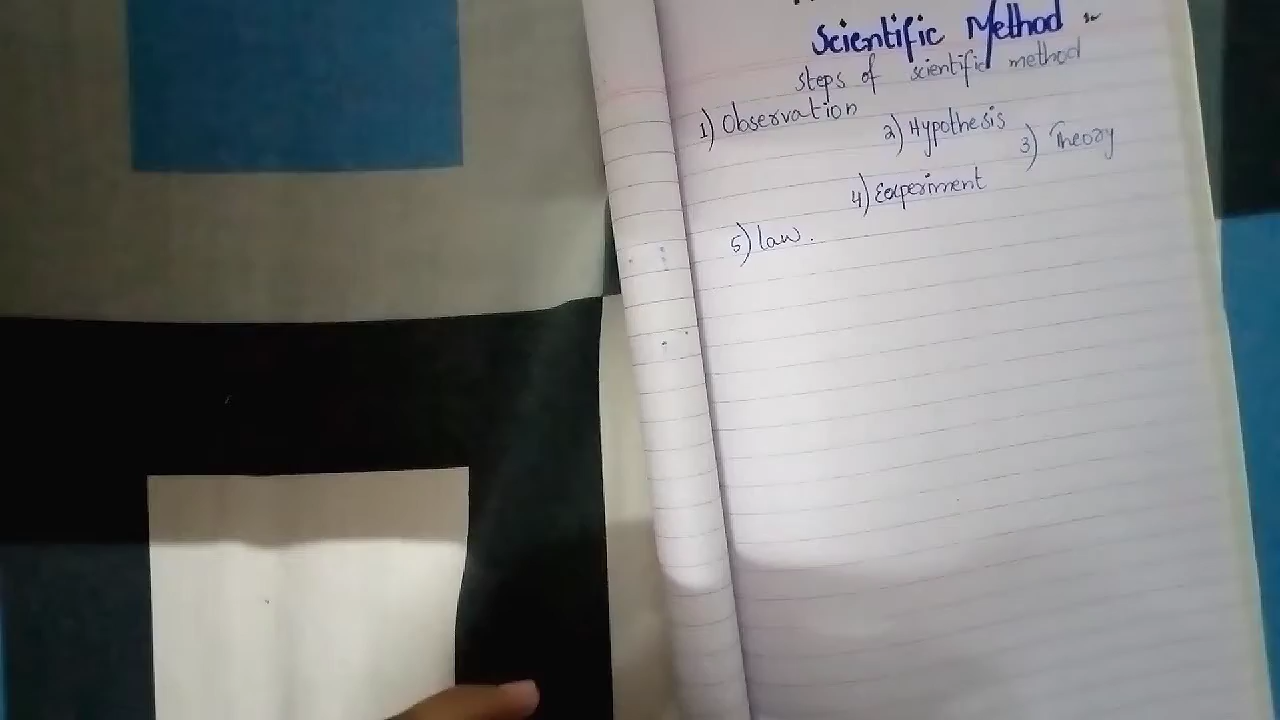 Scientific Method :-
steps of scientific method
1) Observation
2) Hypothesis
3) Theory
4) Experiment
5) law.